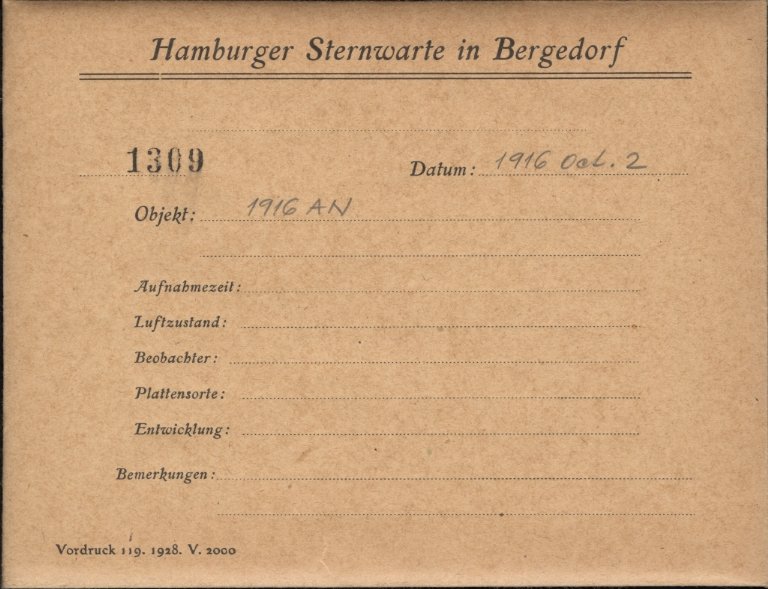 Hamburger Sternwarte in Bergedorf
1309 Datum: 1916 Oct. 2
Objekt: 1916 AN
Aufnahmezeit:
Luftzustand:
Beobachter:
Plattensorte:
Entwicklung:
Bemerkungen:
Vordruck 119. 1928. V. 2000